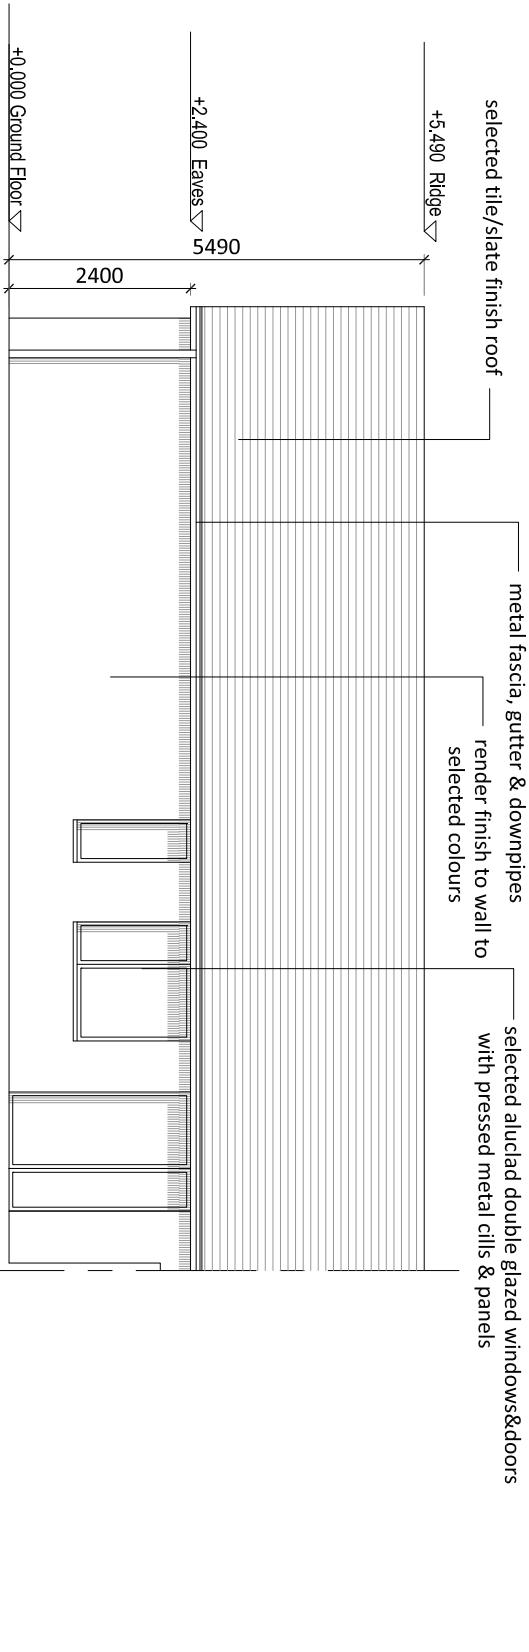 selected tile/slate finish roof
metal fascia, gutter & downpipes
render finish to wall to
selected colours
selected aluclad double glazed windows&doors
with pressed metal cills & panels
+5.490 Ridge
+2.400 Eaves
+0.000 Ground Floor
5490
2400